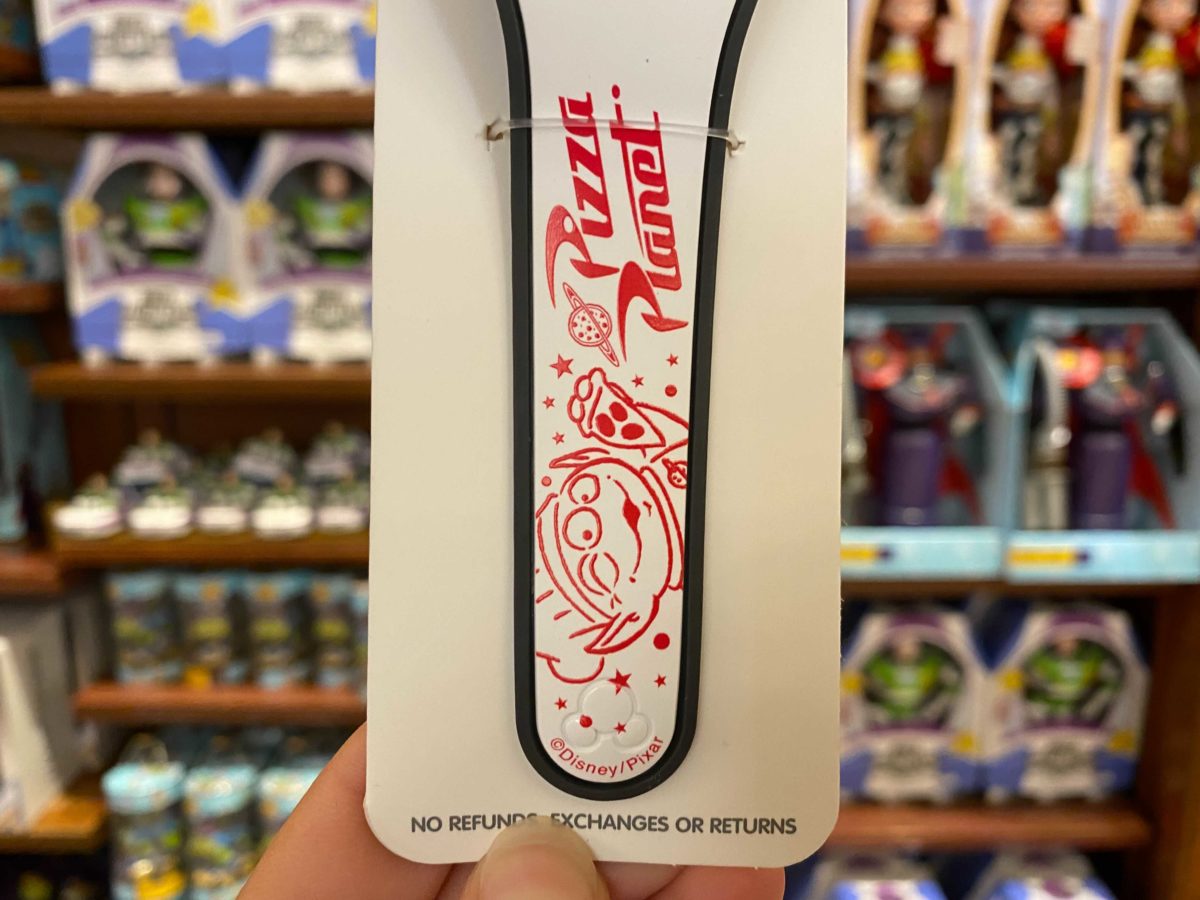 Pizza
Planet
©Disney/Pixar
NO REFUNDS, EXCHANGES OR RETURNS